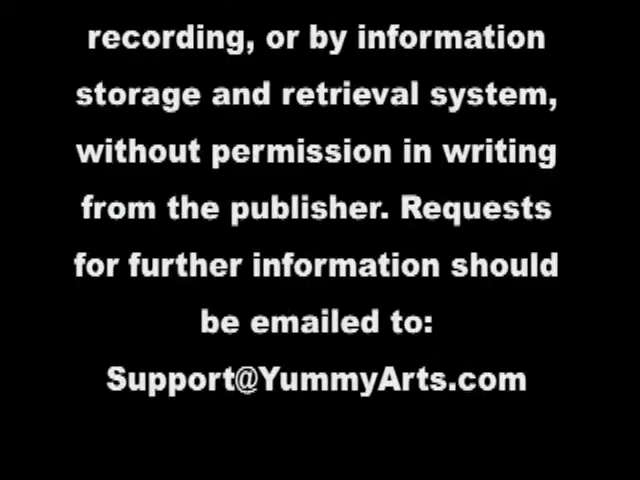 recording, or by information
storage and retrieval system,
without permission in writing
from the publisher. Requests
for further information should
be emailed to:
Support@YummyArts.com